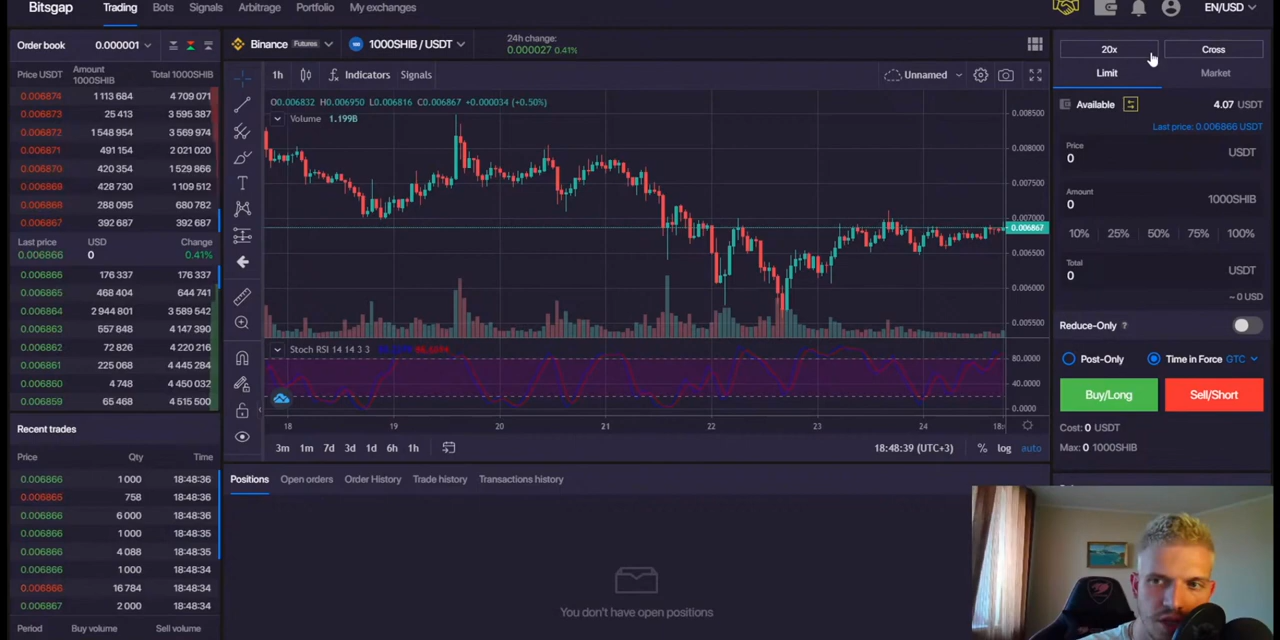 Bitsgap Trading Bots Signals Arbitrage Portfolio My exchanges EN/USD
Order book 0.000001
Price USDT Amount 1000SHIB Total 1000SHIB
0.006874 1 113 684 4 709 071
0.006873 25 413 3 595 387
0.006872 1 548 954 3 569 974
0.006871 491 154 2 021 020
0.006870 420 354 1 529 866
0.006869 428 730 1 109 512
0.006868 288 095 680 782
0.006867 392 687 392 687
Last price USD Change
0.006866 0 0.41%
0.006866 176 337 176 337
0.006865 468 404 644 741
0.006864 2 944 801 3 589 542
0.006863 557 848 4 147 390
0.006862 72 826 4 220 216
0.006861 225 068 4 445 284
0.006860 4 748 4 450 032
0.006859 65 468 4 515 500
Recent trades
Price Qty Time
0.006866 1 000 18:48:36
0.006865 758 18:48:36
0.006866 6 000 18:48:36
0.006866 1 000 18:48:35
0.006866 4 088 18:48:35
0.006866 1 000 18:48:34
0.006866 16 784 18:48:34
0.006867 2 000 18:48:34
Period Buy volume Sell volume
Binance Futures 1000SHIB / USDT
24h change
0.000027 0.41%
1h Indicators Signals Unnamed
O0.006832 H0.006950 L0.006816 C0.006867 +0.000034 (+0.50%)
Volume 1.199B
0.008500
0.008000
0.007500
0.007000
0.006867
0.006500
0.006000
0.005500
Stoch RSI 14 14 3 3
80.0000
40.0000
0.0000
18 19 20 21 22 23 24 18:
3m 1m 7d 3d 1d 6h 1h 18:48:39 (UTC+3) % log auto
Positions Open orders Order History Trade history Transactions history
You don't have open positions
20x Cross
Limit Market
Available 4.07 USDT
Last price: 0.006866 USDT
Price
0 USDT
Amount
0 1000SHIB
10% 25% 50% 75% 100%
Total
0 USDT
~ 0 USD
Reduce-Only ?
Post-Only Time in Force GTC
Buy/Long Sell/Short
Cost: 0 USDT
Max: 0 1000SHIB